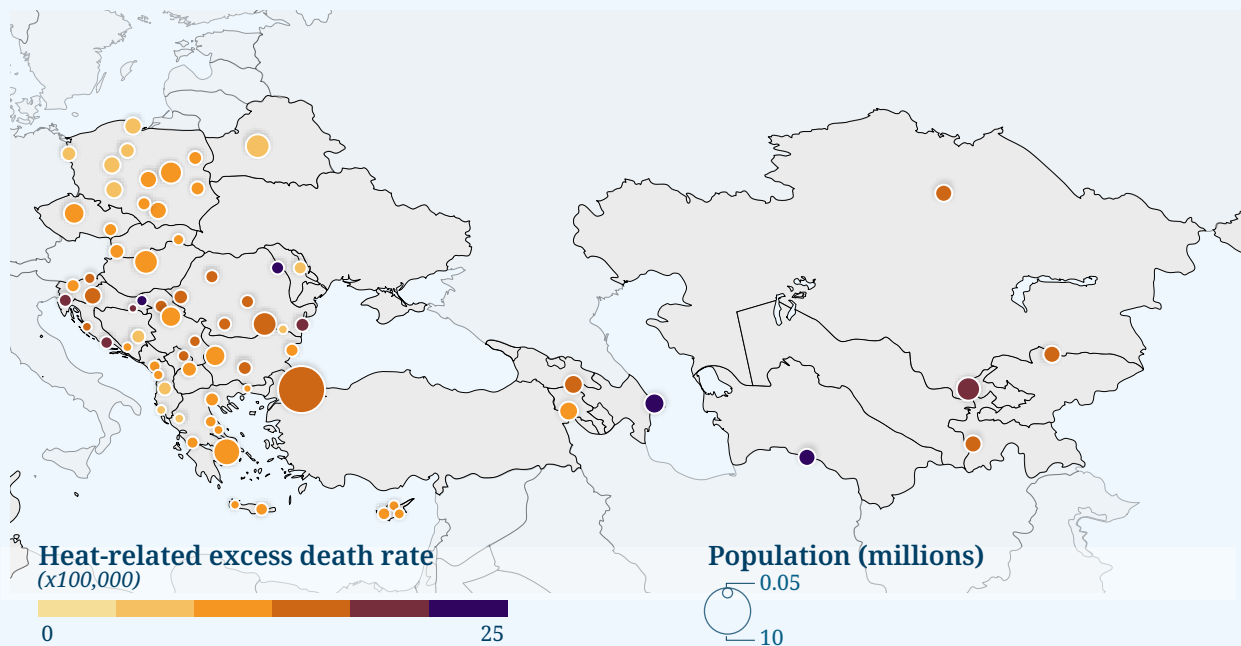 Heat-related excess death rate
(x100,000)
0
25
Population (millions)
0.05
10